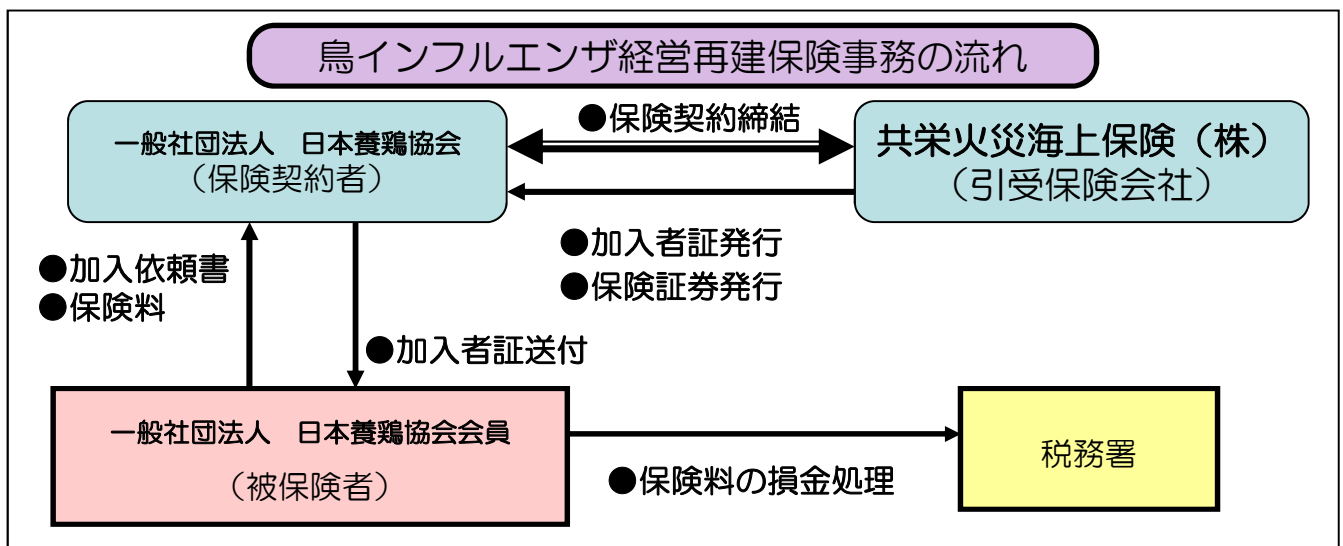 鳥インフルエンザ経営再建保険事務の流れ
一般社団法人　日本養鶏協会
（保険契約者）
●保険契約締結
共栄火災海上保険（株）
（引受保険会社）
●加入者証発行
●保険証券発行
●加入依頼書
●保険料
●加入者証送付
一般社団法人　日本養鶏協会会員
（被保険者）
●保険料の損金処理
税務署